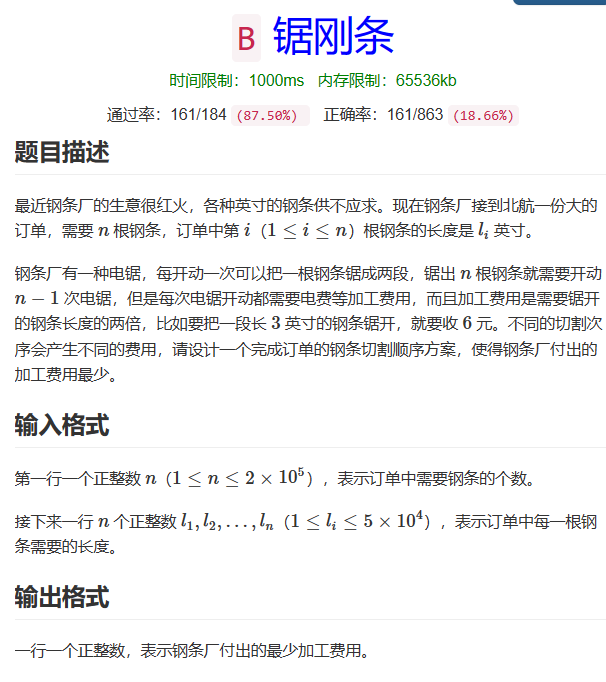 B 锯刚条
时间限制：1000ms 内存限制：65536kb
通过率：161/184 (87.50%) 正确率：161/863 (18.66%)
题目描述
最近钢条厂的生意很红火，各种英寸的钢条供不应求。现在钢条厂接到北航一份大的
订单，需要 n 根钢条，订单中第 i（1 ≤ i ≤ n）根钢条的长度是 l_i 英寸。
钢条厂有一种电锯，每开动一次可以把一根钢条锯成两段，锯出 n 根钢条就需要开动
n − 1 次电锯，但是每次电锯开动都需要电费等加工费用，而且加工费用是需要锯开
的钢条长度的两倍，比如要把一段长 3 英寸的钢条锯开，就要收 6 元。不同的切割次
序会产生不同的费用，请设计一个完成订单的钢条切割顺序方案，使得钢条厂付出的
加工费用最少。
输入格式
第一行一个正整数 n（1 ≤ n ≤ 2 × 10^5），表示订单中需要钢条的个数。
接下来一行 n 个正整数 l_1, l_2, . . . , l_n（1 ≤ l_i ≤ 5 × 10^4），表示订单中每一根钢
条需要的长度。
输出格式
一行一个正整数，表示钢条厂付出的最少加工费用。